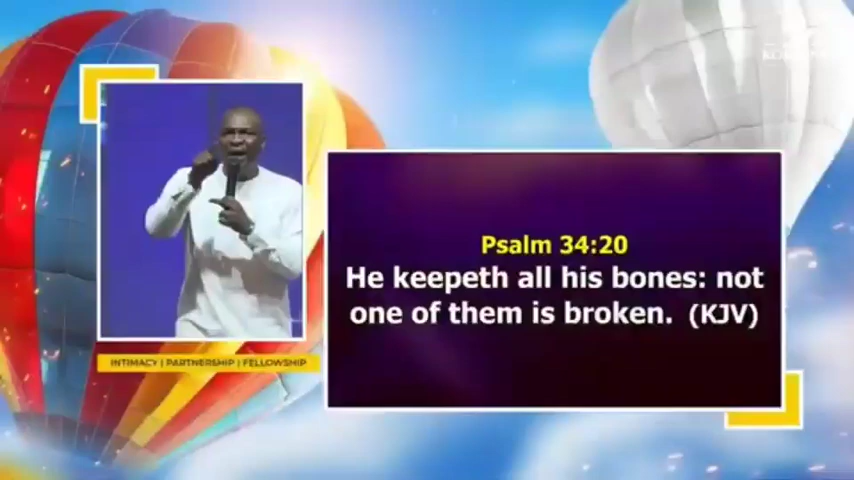 INTIMACY | PARTNERSHIP | FELLOWSHIP
Psalm 34:20
He keepeth all his bones: not
one of them is broken. (KJV)